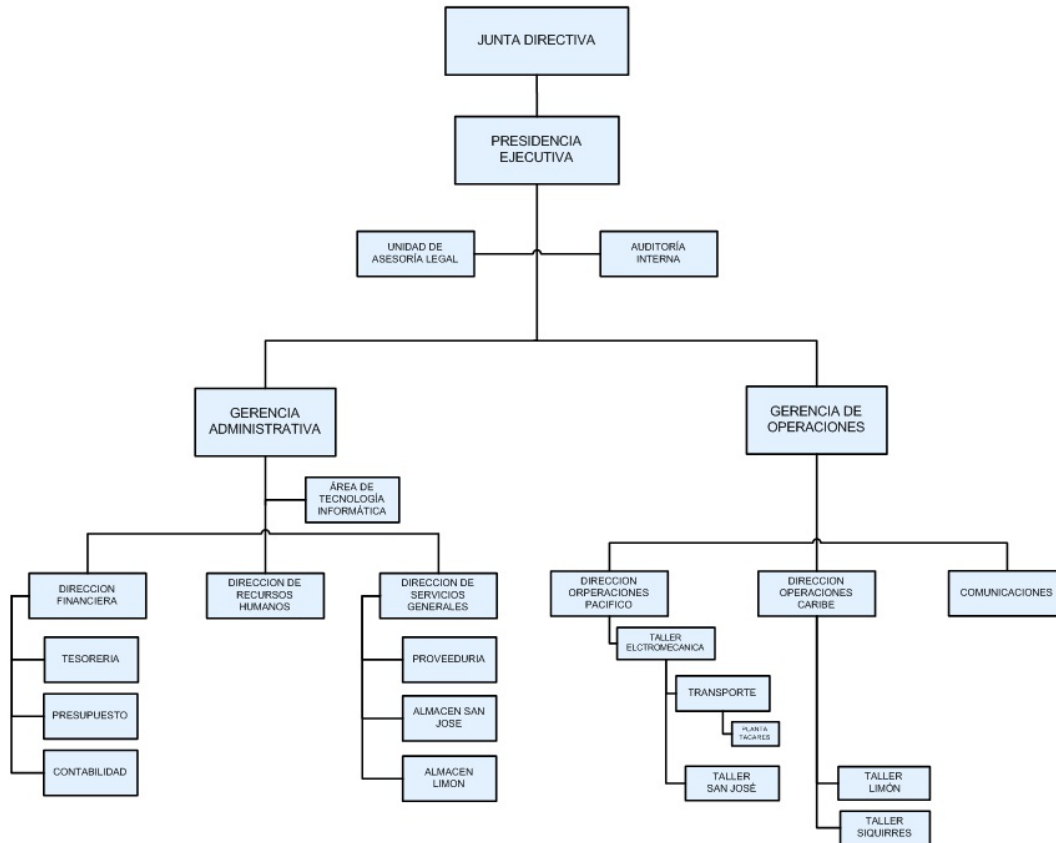 JUNTA DIRECTIVA
PRESIDENCIA
EJECUTIVA
UNIDAD DE
ASESORÍA LEGAL
AUDITORÍA
INTERNA
GERENCIA
ADMINISTRATIVA
GERENCIA DE
OPERACIONES
ÁREA DE
TECNOLOGÍA
INFORMÁTICA
DIRECCION
FINANCIERA
DIRECCION DE
RECURSOS
HUMANOS
DIRECCION DE
SERVICIOS
GENERALES
DIRECCION
ORPERACIONES
PACIFICO
DIRECCION
OPERACIONES
CARIBE
COMUNICACIONES
TESORERIA
PRESUPUESTO
CONTABILIDAD
PROVEEDURIA
ALMACEN SAN
JOSE
ALMACEN
LIMON
TALLER
ELCTROMECANICA
TRANSPORTE
PLANTA
TACARES
TALLER
SAN JOSÉ
TALLER
LIMÓN
TALLER
SIQUIRRES